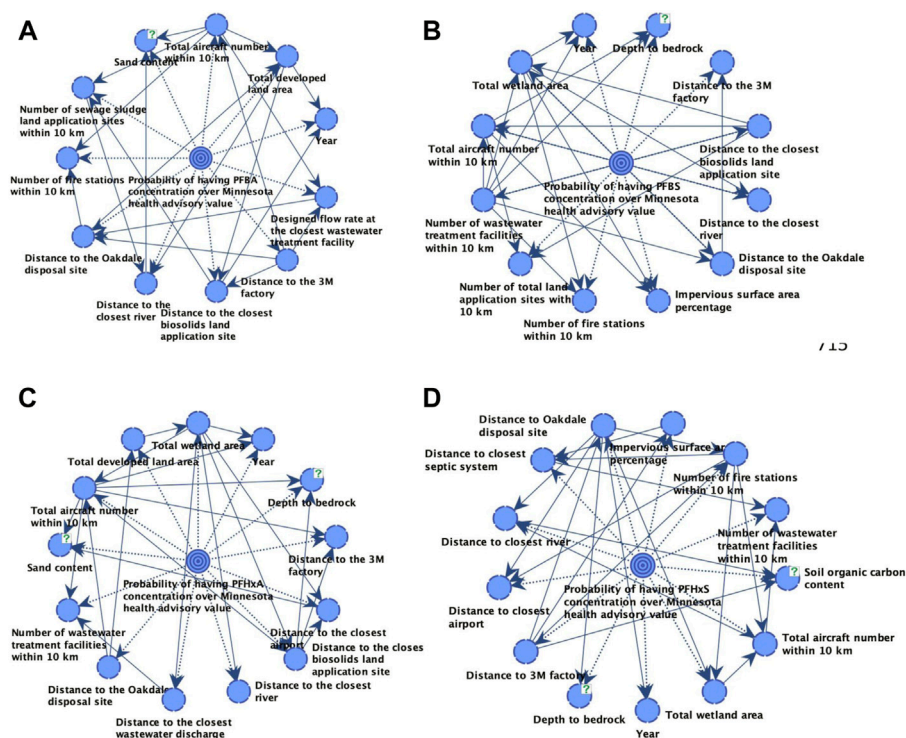 A
?
Sand content
Total aircraft number
within 10 km
Total developed
land area
Number of sewage sludge
land application sites
within 10 km
Year
Number of fire stations
within 10 km
Probability of having PFBA
concentration over Minnesota
health advisory value
Designed flow rate at
the closest wastewater
treatment facility
Distance to the Oakdale
disposal site
Distance to the 3M
factory
Distance to the
closest river
Distance to the closest
biosolids land
application site
B
?
Year
Depth to bedrock
Total wetland area
Distance to the 3M
factory
Total aircraft number
within 10 km
Distance to the closest
biosolids land
application site
Probability of having PFBS
concentration over Minnesota
health advisory value
Number of wastewater
treatment facilities
within 10 km
Distance to the closest
river
Distance to the Oakdale
disposal site
Number of total land
application sites with
10 km
Impervious surface area
percentage
Number of fire stations
within 10 km
C
Total wetland area
Total developed land area
Year
?
Depth to bedrock
Total aircraft number
within 10 km
?
Sand content
Distance to the 3M
factory
Probability of having PFHxA
concentration over Minnesota
health advisory value
Number of wastewater
treatment facilities
within 10 km
Distance to the closest
airport
Distance to the closes
biosolids land
application site
Distance to the Oakdale
disposal site
Distance to the closest
river
Distance to the closest
wastewater discharge
D
Distance to Oakdale
disposal site
Impervious surface ar
percentage
Distance to closest
septic system
Number of fire stations
within 10 km
Distance to closest river
Number of wastewater
treatment facilities
within 10 km
?
Soil organic carbon
content
Probability of having PFHxS
concentration over Minnesota
health advisory value
Distance to closest
airport
Total aircraft number
within 10 km
Distance to 3M factory
?
Depth to bedrock
Total wetland area
Year